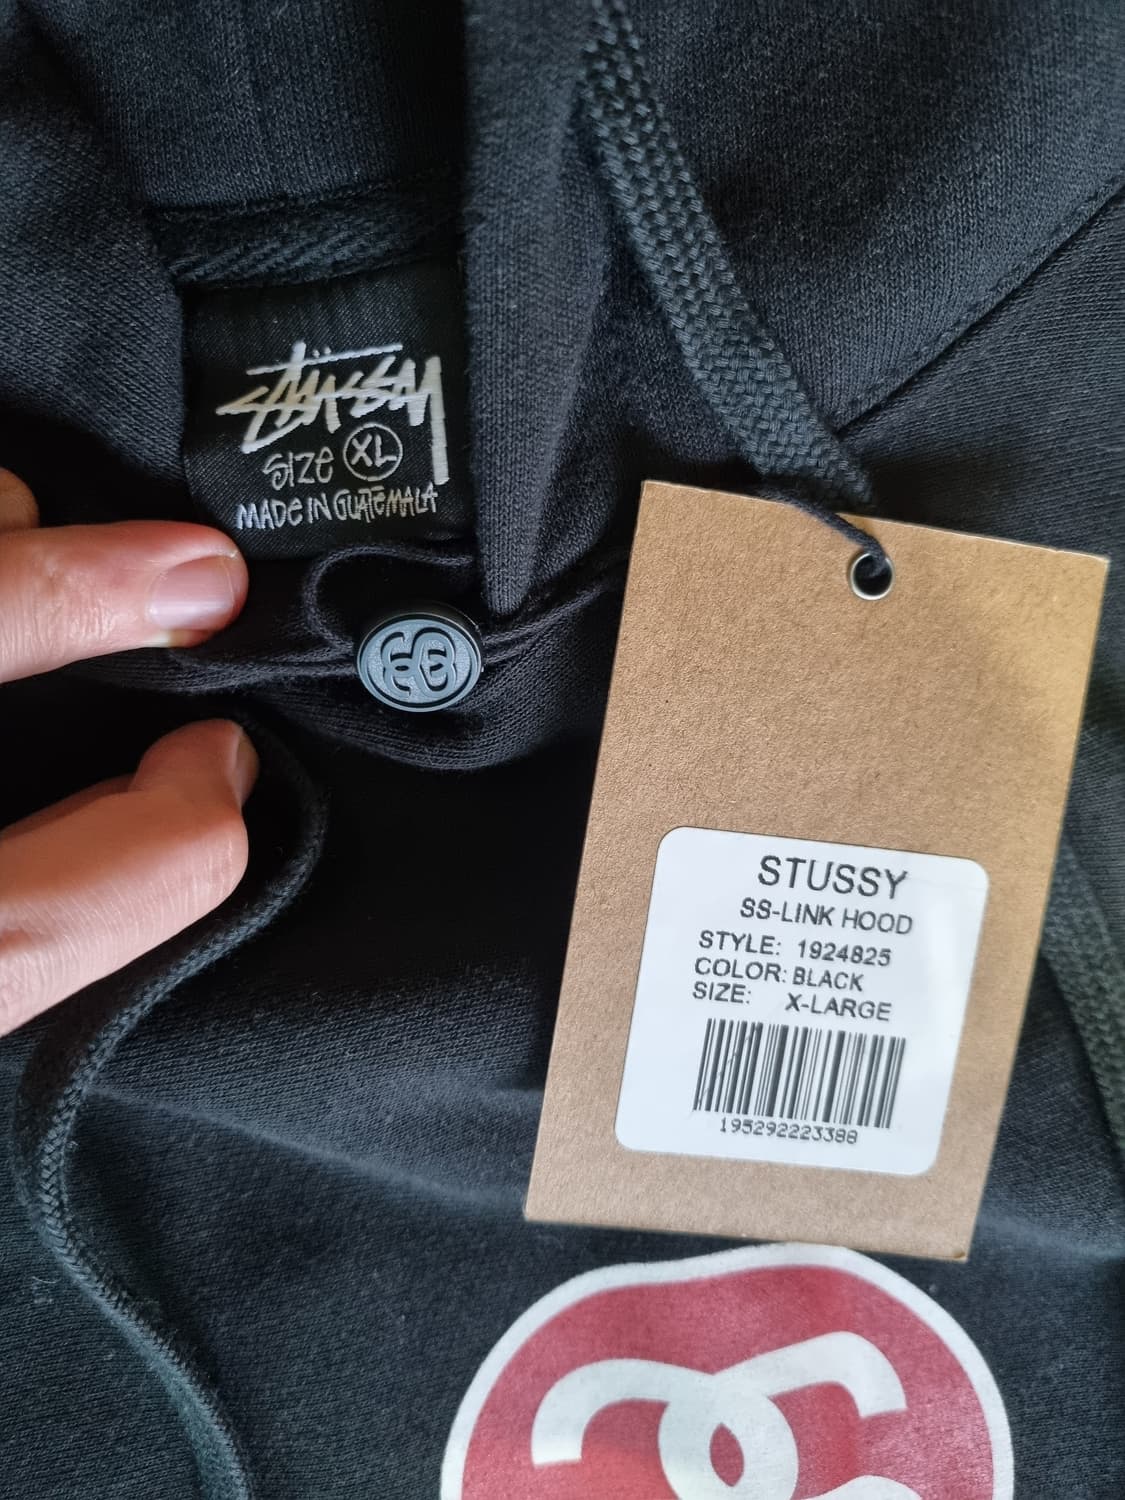 Stüssy
SIZE XL
MADE IN GUATEMALA
STUSSY
SS-LINK HOOD
STYLE: 1924825
COLOR: BLACK
SIZE: X-LARGE
195292223388